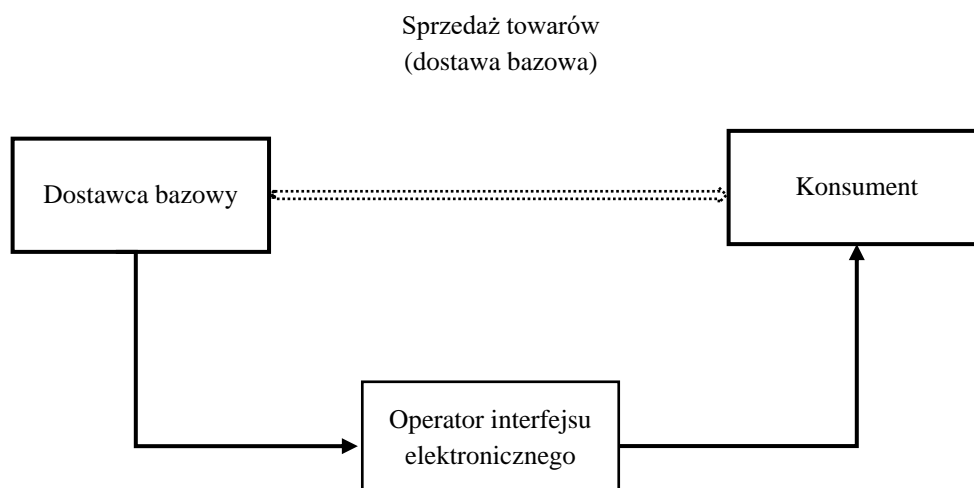 Sprzedaż towarów
(dostawa bazowa)
Dostawca bazowy
Konsument
Operator interfejsu
elektronicznego